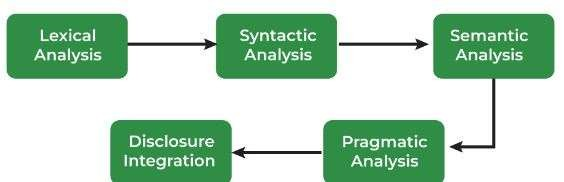 Lexical
Analysis
Syntactic
Analysis
Semantic
Analysis
Pragmatic
Analysis
Disclosure
Integration